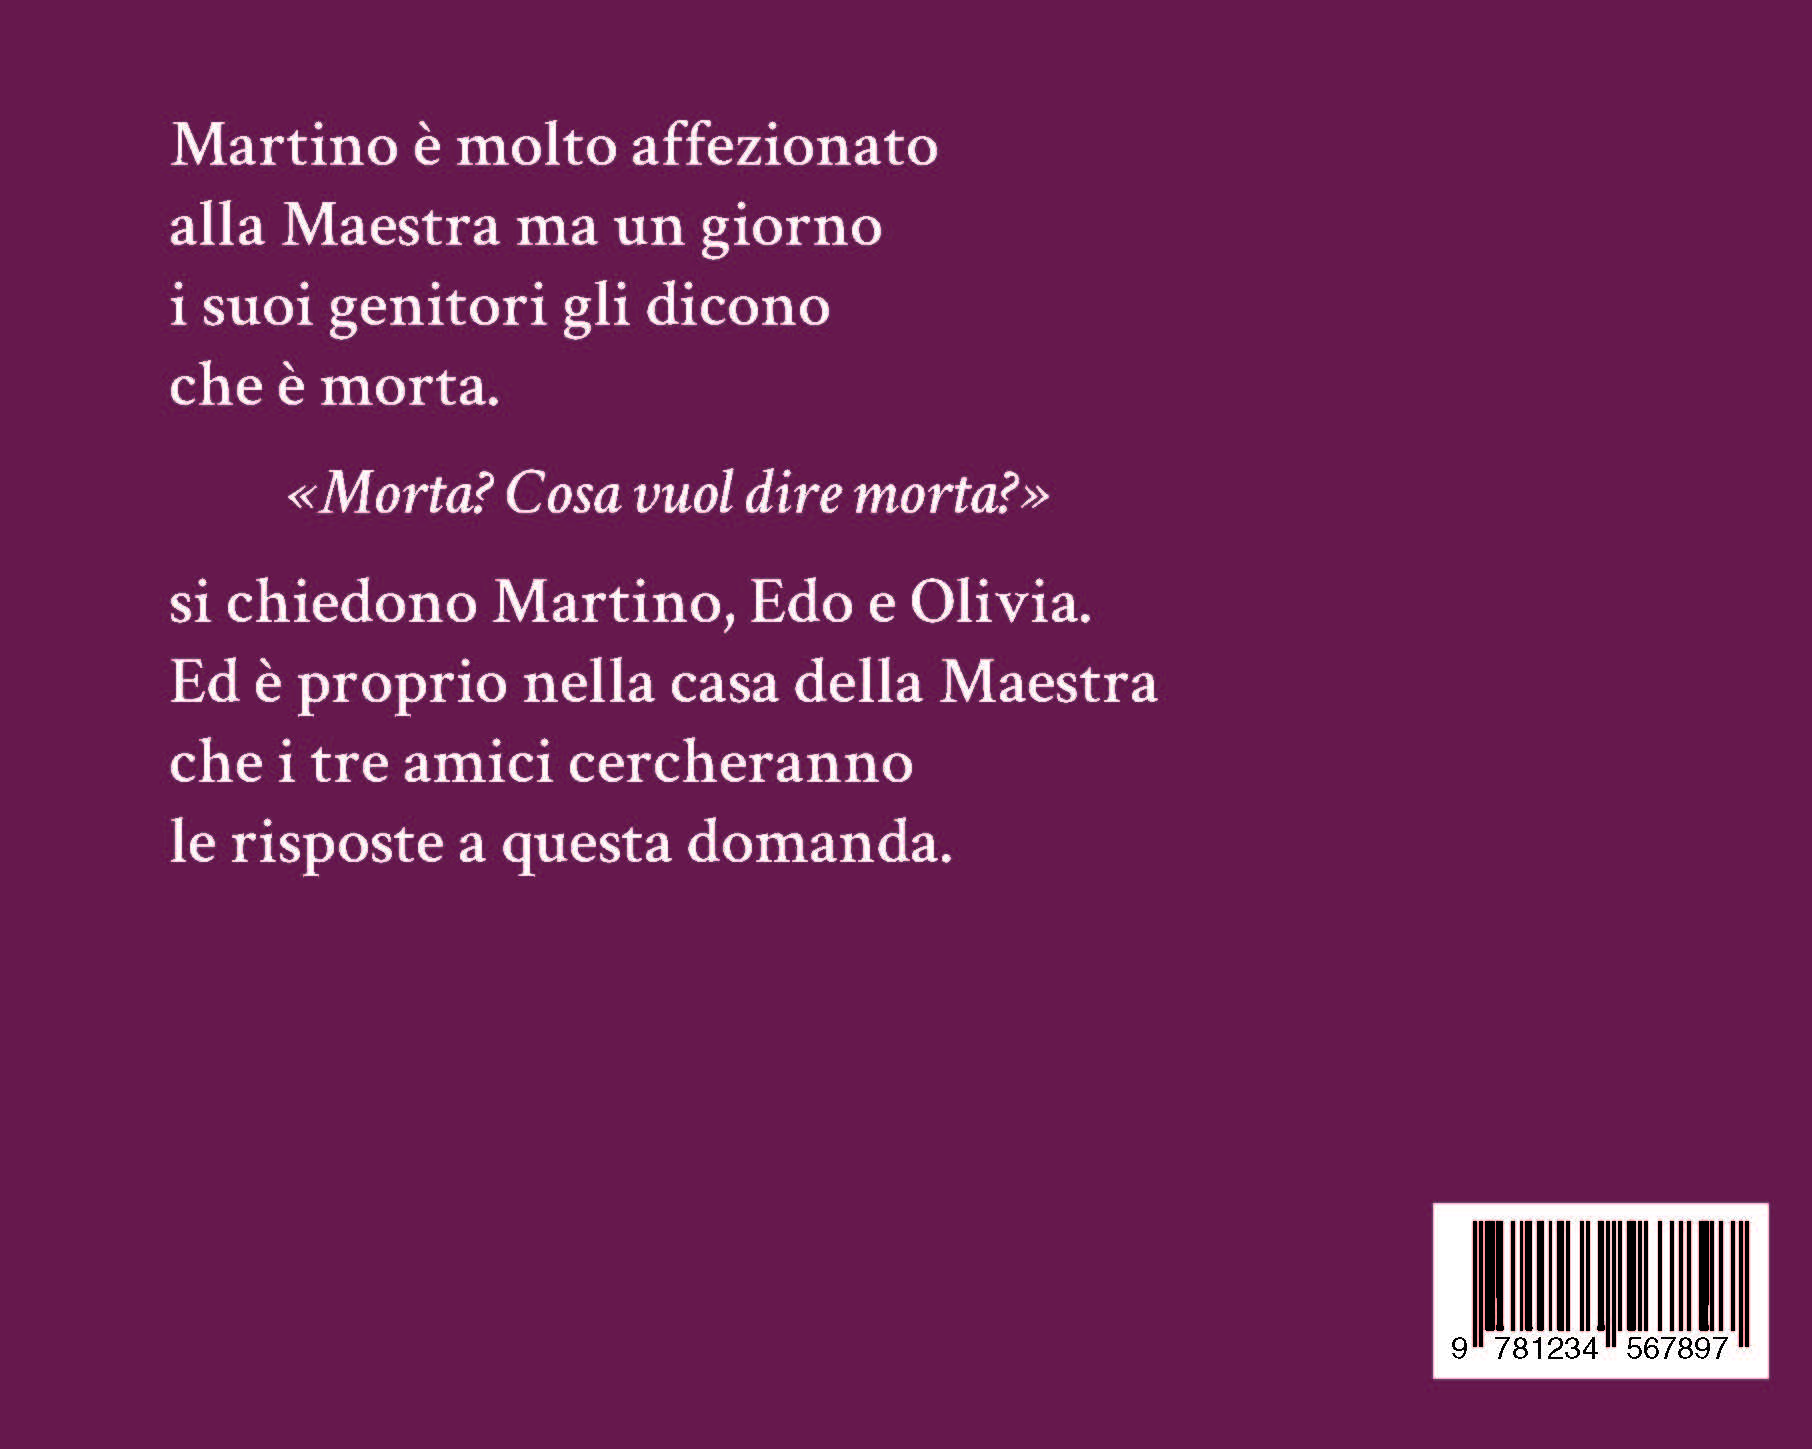 Martino è molto affezionato
alla Maestra ma un giorno
i suoi genitori gli dicono
che è morta.
«Morta? Cosa vuol dire morta?»
si chiedono Martino, Edo e Olivia.
Ed è proprio nella casa della Maestra
che i tre amici cercheranno
le risposte a questa domanda.
9 781234 567897